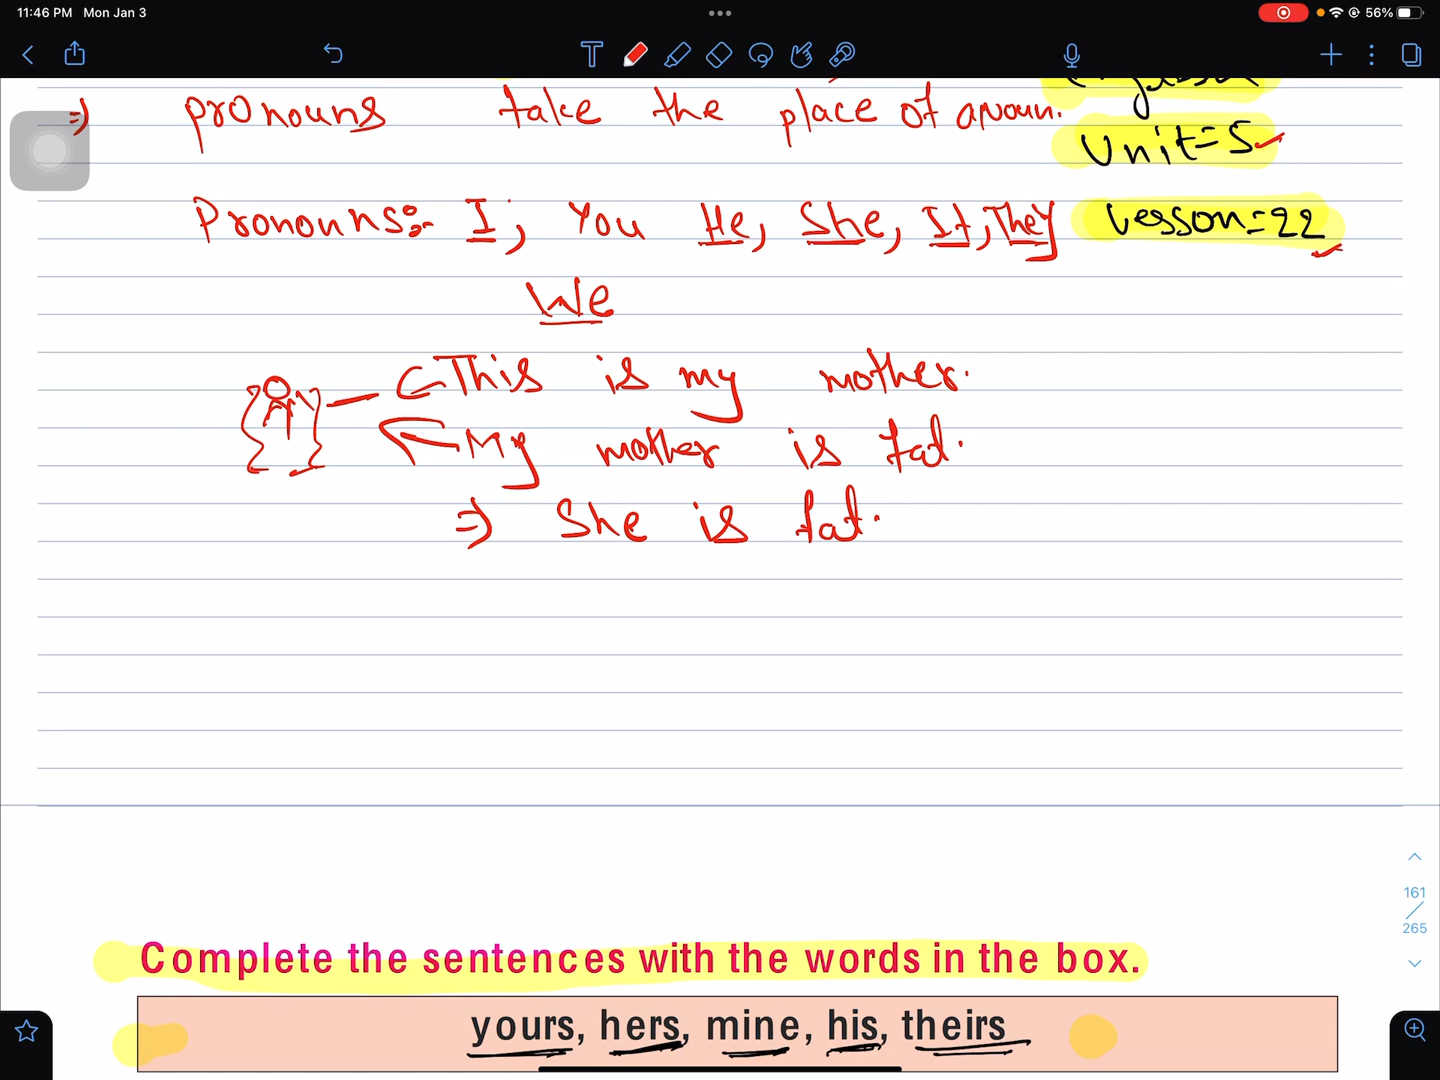 11:46 PM Mon Jan 3
56%
=) pronouns take the place of a noun.
Unit=5
Pronouns:- I, You He, She, It, They
Lesson=22
We
This is my mother.
My mother is fat.
=) She is fat.
161
265
Complete the sentences with the words in the box.
yours, hers, mine, his, theirs